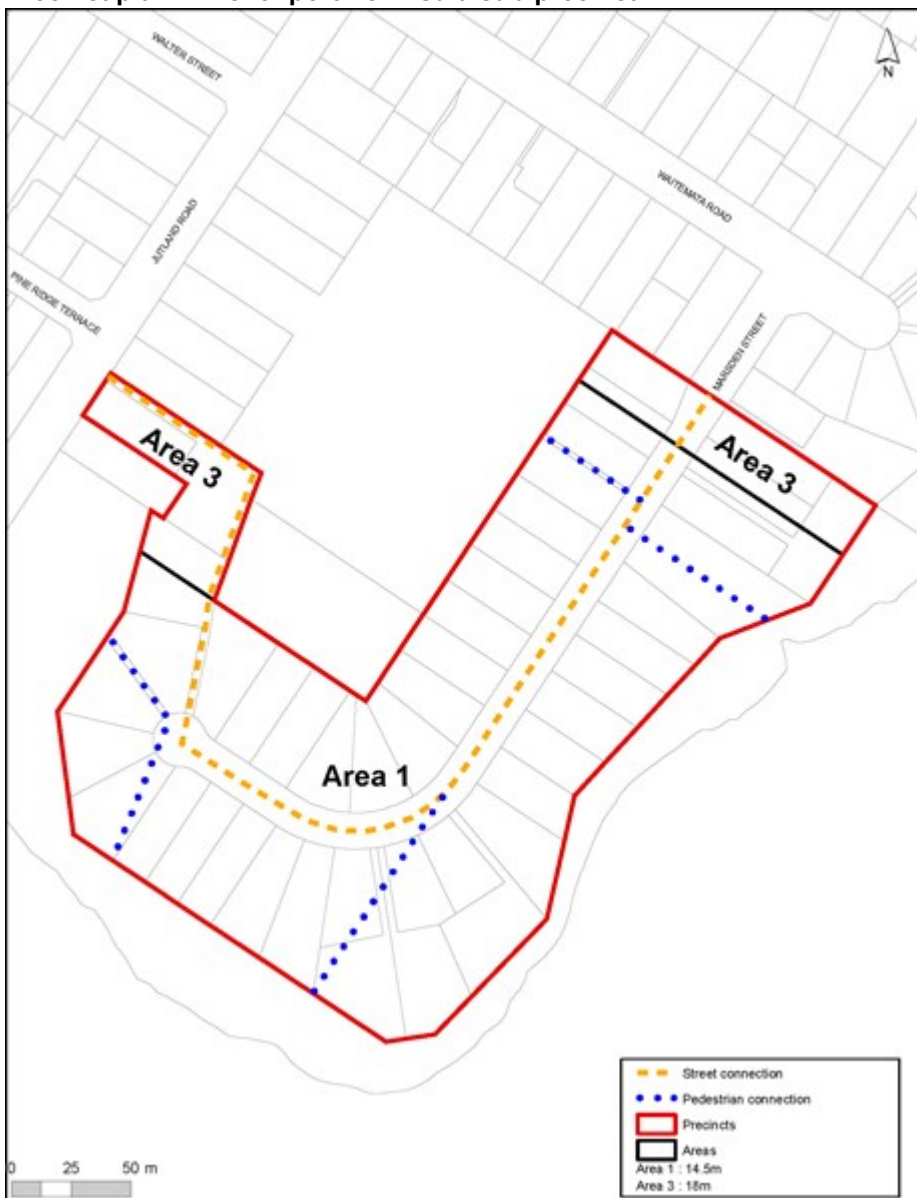 WALTER STREET
N
JUTLAND ROAD
WAITEMATA ROAD
PINE RIDGE TERRACE
MARSDEN STREET
Area 3
Area 3
Area 1
Street connection
Pedestrian connection
Precincts
Areas
Area 1 : 14.5m
Area 3 : 18m
0 25 50 m